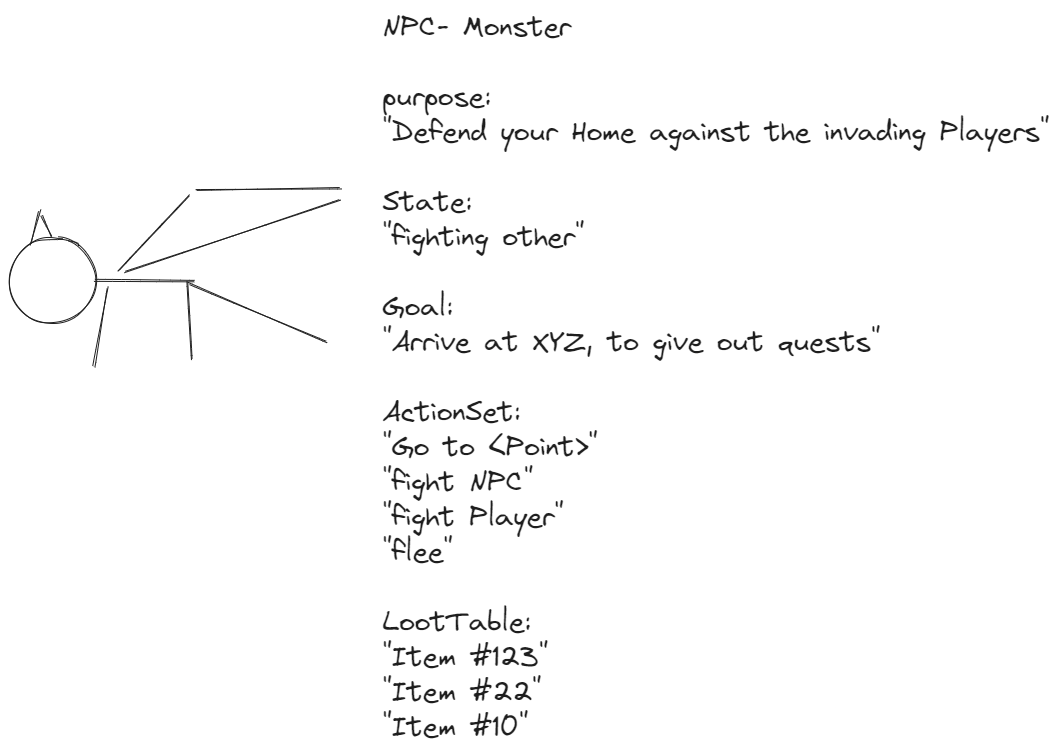 NPC- Monster
purpose:
"Defend your Home against the invading Players"
State:
"fighting other"
Goal:
"Arrive at XYZ, to give out quests"
ActionSet:
"Go to <Point>"
"fight NPC"
"fight Player"
"flee"
LootTable:
"Item #123"
"Item #22"
"Item #10"